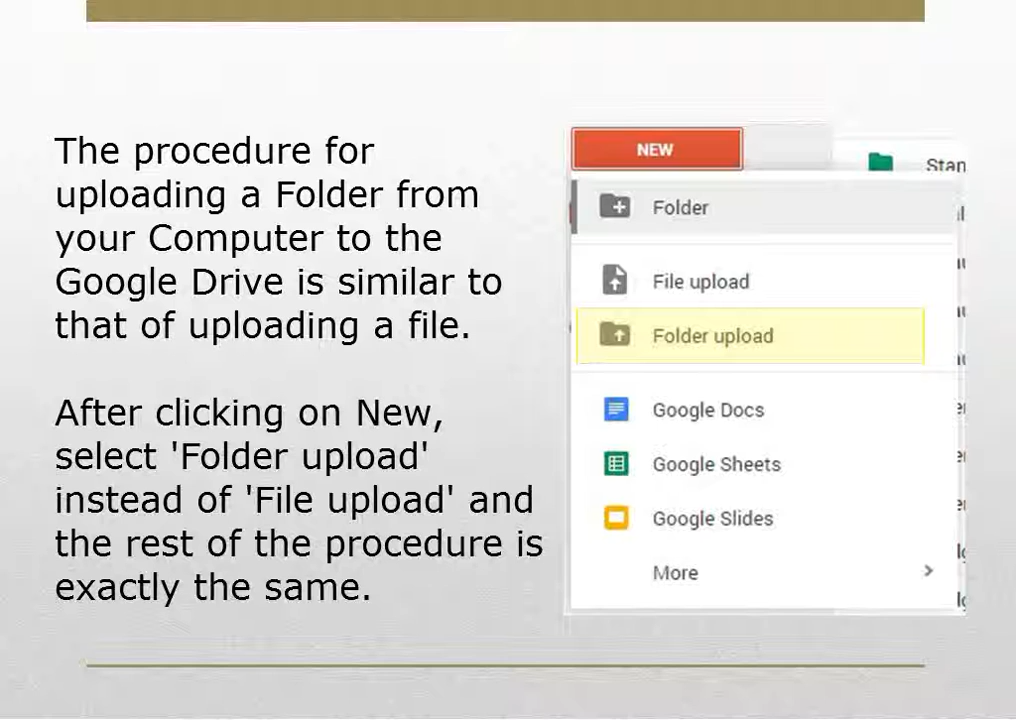 The procedure for
uploading a Folder from
your Computer to the
Google Drive is similar to
that of uploading a file.
After clicking on New,
select 'Folder upload'
instead of 'File upload' and
the rest of the procedure is
exactly the same.
NEW
Folder
File upload
Folder upload
Google Docs
Google Sheets
Google Slides
More
Stan